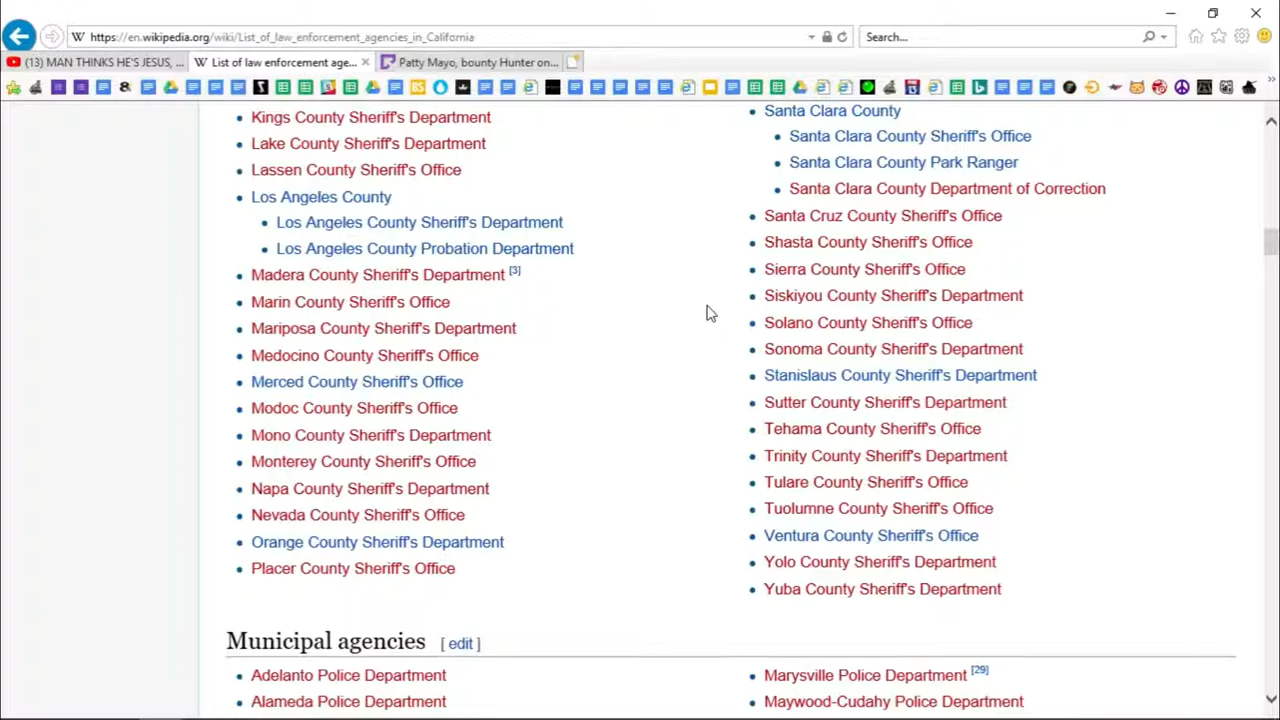 https://en.wikipedia.org/wiki/List_of_law_enforcement_agencies_in_California
Search...
(13) MAN THINKS HE'S JESUS, ...
List of law enforcement age...
Patty Mayo, bounty Hunter on...
Kings County Sheriff's Department
Lake County Sheriff's Department
Lassen County Sheriff's Office
Los Angeles County
Los Angeles County Sheriff's Department
Los Angeles County Probation Department
Madera County Sheriff's Department [3]
Marin County Sheriff's Office
Mariposa County Sheriff's Department
Medocino County Sheriff's Office
Merced County Sheriff's Office
Modoc County Sheriff's Office
Mono County Sheriff's Department
Monterey County Sheriff's Office
Napa County Sheriff's Department
Nevada County Sheriff's Office
Orange County Sheriff's Department
Placer County Sheriff's Office
Santa Clara County
Santa Clara County Sheriff's Office
Santa Clara County Park Ranger
Santa Clara County Department of Correction
Santa Cruz County Sheriff's Office
Shasta County Sheriff's Office
Sierra County Sheriff's Office
Siskiyou County Sheriff's Department
Solano County Sheriff's Office
Sonoma County Sheriff's Department
Stanislaus County Sheriff's Department
Sutter County Sheriff's Department
Tehama County Sheriff's Office
Trinity County Sheriff's Department
Tulare County Sheriff's Office
Tuolumne County Sheriff's Office
Ventura County Sheriff's Office
Yolo County Sheriff's Department
Yuba County Sheriff's Department
Municipal agencies [ edit ]
Adelanto Police Department
Alameda Police Department
Marysville Police Department [29]
Maywood-Cudahy Police Department